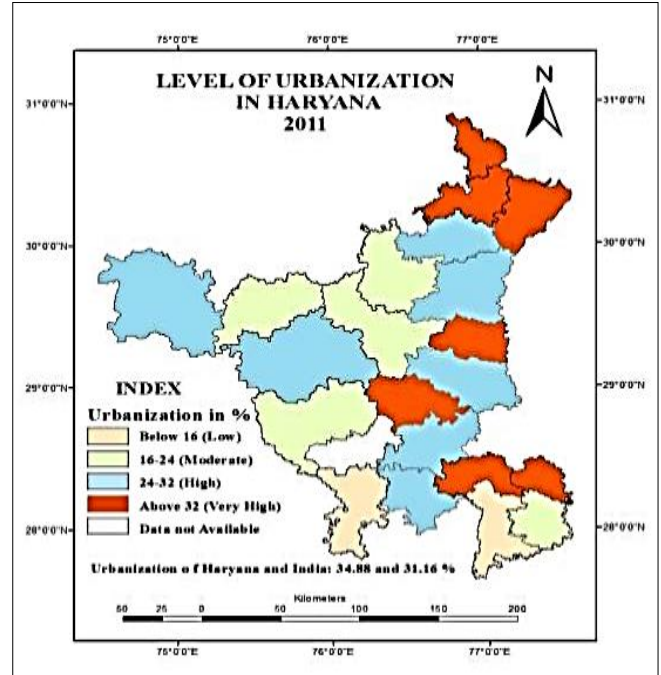 75°0'0"E 76°0'0"E 77°0'0"E
LEVEL OF URBANIZATION
IN HARYANA
2011
N
31°0'0"N 31°0'0"N
30°0'0"N 30°0'0"N
29°0'0"N 29°0'0"N
INDEX
Urbanization in %
Below 16 (Low)
16-24 (Moderate)
24-32 (High)
Above 32 (Very High)
Data not Available
28°0'0"N 28°0'0"N
Urbanization of Haryana and India: 34.88 and 31.16 %
Kilometers
50 25 0 50 100 150 200
75°0'0"E 76°0'0"E 77°0'0"E